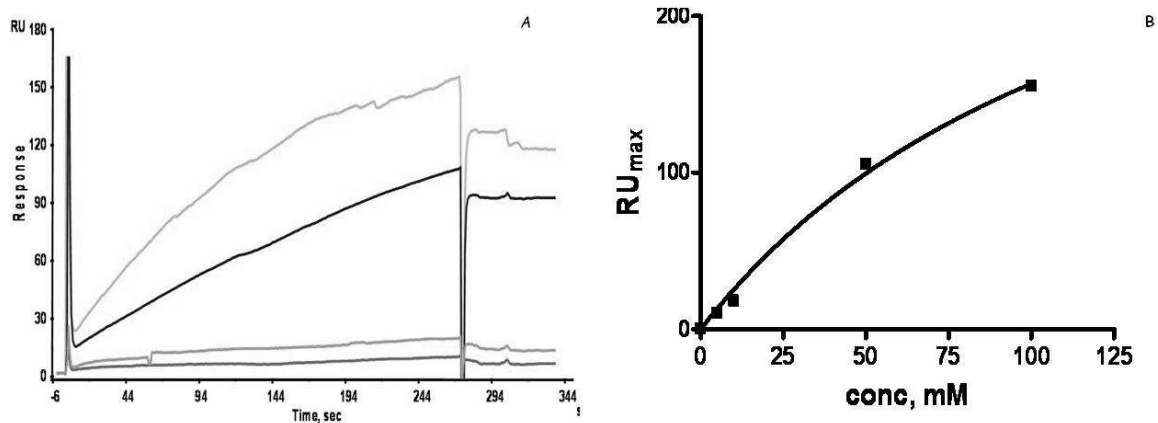 RU 180
A
150
120
90
60
30
0
Response
-6 44 94 144 194 244 294 344
Time, sec
s
B
200
100
0
RUmax
0 25 50 75 100 125
conc, mM